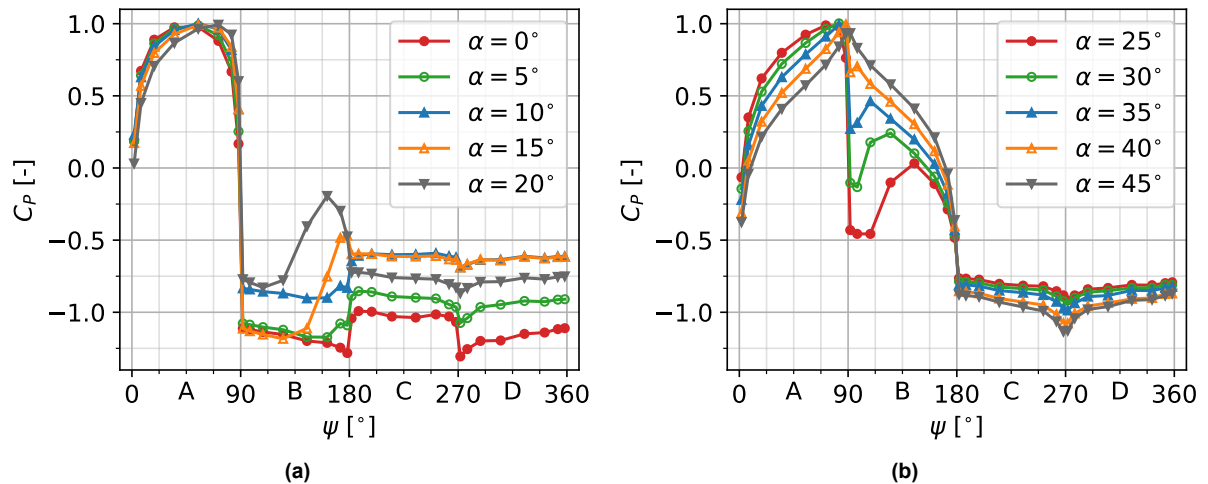 1.0
0.5
0.0
−0.5
−1.0
C_P [-]
0 A 90 B 180 C 270 D 360
ψ [°]
α = 0°
α = 5°
α = 10°
α = 15°
α = 20°
(a)
1.0
0.5
0.0
−0.5
−1.0
C_P [-]
0 A 90 B 180 C 270 D 360
ψ [°]
α = 25°
α = 30°
α = 35°
α = 40°
α = 45°
(b)